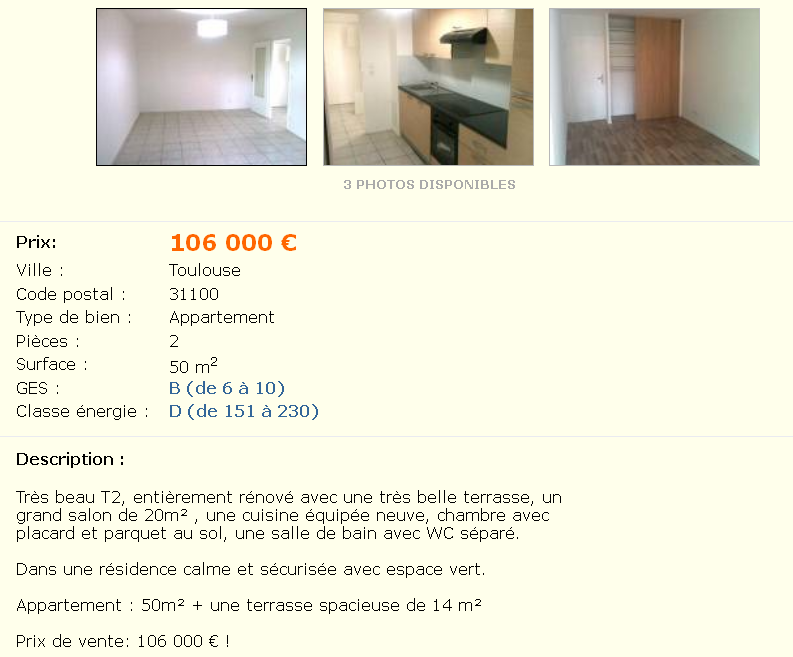 3 PHOTOS DISPONIBLES
Prix: 106 000 €
Ville : Toulouse
Code postal : 31100
Type de bien : Appartement
Pièces : 2
Surface : 50 m²
GES : B (de 6 à 10)
Classe énergie : D (de 151 à 230)
Description :
Très beau T2, entièrement rénové avec une très belle terrasse, un
grand salon de 20m² , une cuisine équipée neuve, chambre avec
placard et parquet au sol, une salle de bain avec WC séparé.
Dans une résidence calme et sécurisée avec espace vert.
Appartement : 50m² + une terrasse spacieuse de 14 m²
Prix de vente: 106 000 € !